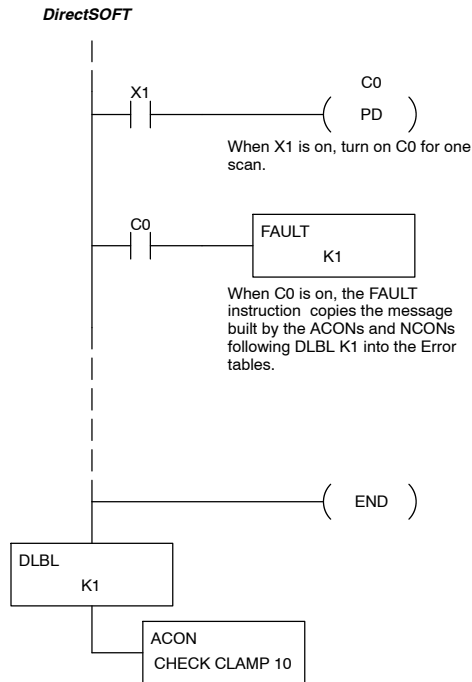 DirectSOFT
X1
C0
PD
When X1 is on, turn on C0 for one
scan.
C0
FAULT
K1
When C0 is on, the FAULT
instruction copies the message
built by the ACONs and NCONs
following DLBL K1 into the Error
tables.
END
DLBL
K1
ACON
CHECK CLAMP 10